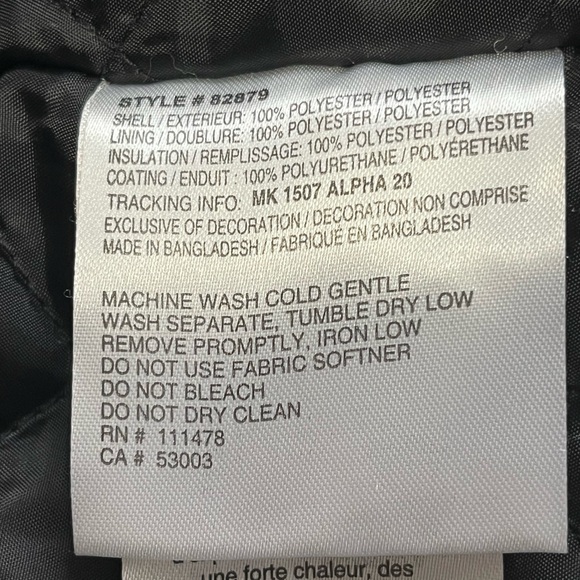 STYLE # 82879
SHELL / EXTERIEUR: 100% POLYESTER / POLYESTER
LINING / DOUBLURE: 100% POLYESTER / POLYESTER
INSULATION / REMPLISSAGE: 100% POLYESTER / POLYESTER
COATING / ENDUIT : 100% POLYURETHANE / POLYÉRETHANE
TRACKING INFO: MK 1507 ALPHA 20
EXCLUSIVE OF DECORATION / DECORATION NON COMPRISE
MADE IN BANGLADESH / FABRIQUÉ EN BANGLADESH
MACHINE WASH COLD GENTLE
WASH SEPARATE, TUMBLE DRY LOW
REMOVE PROMPTLY, IRON LOW
DO NOT USE FABRIC SOFTNER
DO NOT BLEACH
DO NOT DRY CLEAN
RN # 111478
CA # 53003
une forte chaleur, des